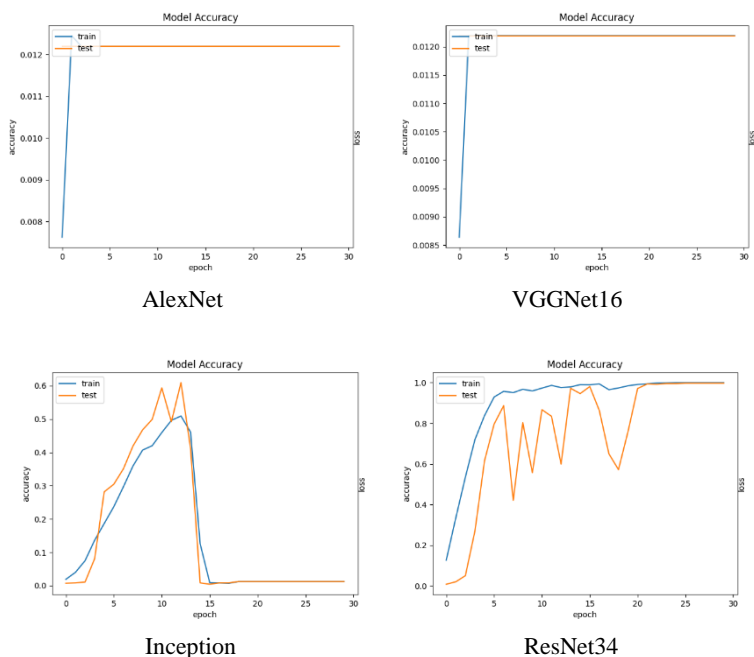 Model Accuracy
train
test
0.012
0.011
0.010
0.009
0.008
accuracy
0 5 10 15 20 25 30
epoch
loss
AlexNet
Model Accuracy
train
test
0.0120
0.0115
0.0110
0.0105
0.0100
0.0095
0.0090
0.0085
accuracy
0 5 10 15 20 25 30
epoch
loss
VGGNet16
Model Accuracy
train
test
0.6
0.5
0.4
0.3
0.2
0.1
0.0
accuracy
0 5 10 15 20 25 30
epoch
loss
Inception
Model Accuracy
train
test
1.0
0.8
0.6
0.4
0.2
0.0
accuracy
0 5 10 15 20 25 30
epoch
loss
ResNet34